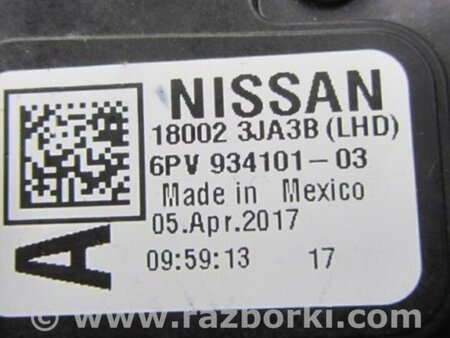 NISSAN
18002 3JA3B (LHD)
6PV 934101-03
Made in Mexico
05.Apr.2017
09:59:13 17
A
© www.razborki.com